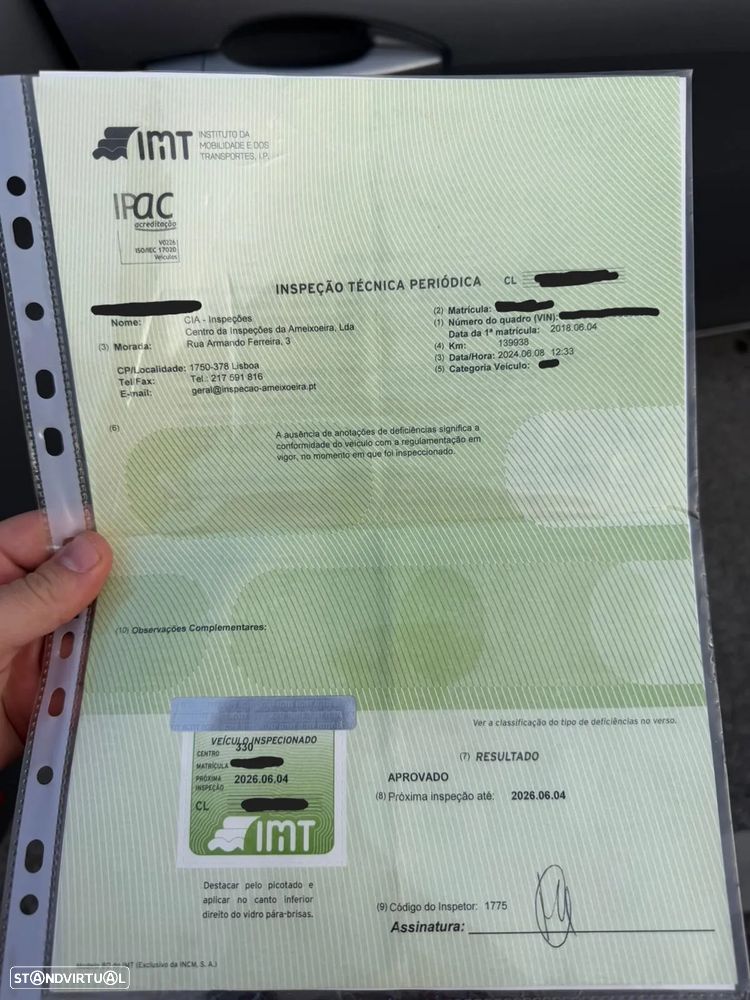 IMT INSTITUTO DA
MOBILIDADE E DOS
TRANSPORTES, I.P.
IPac
acreditação
V0226
ISO/IEC 17020
Veículos
INSPEÇÃO TÉCNICA PERIÓDICA CL
Nome: CIA - Inspeções
Centro da Inspeções da Ameixoeira, Lda
(3) Morada: Rua Armando Ferreira, 3
CP/Localidade: 1750-378 Lisboa
Tel/Fax: Tel.: 217 591 816
E-mail: geral@inspecao-ameixoeira.pt
(2) Matrícula:
(1) Número do quadro (VIN):
Data da 1ª matrícula: 2018.06.04
(4) Km: 139938
(3) Data/Hora: 2024.06.08 12:33
(5) Categoria Veículo:
(6)
A ausência de anotações de deficiências significa a
conformidade do veículo com a regulamentação em
vigor, no momento em que foi inspeccionado.
(10) Observações Complementares:
Ver a classificação do tipo de deficiências no verso.
VEÍCULO INSPECIONADO
CENTRO 330
MATRÍCULA
PRÓXIMA
INSPEÇÃO 2026.06.04
CL
IMT
(7) RESULTADO
APROVADO
(8) Próxima inspeção até: 2026.06.04
Destacar pelo picotado e
aplicar no canto inferior
direito do vidro pára-brisas.
(9) Código do Inspetor: 1775
Assinatura:
IMT (Exclusivo da INCM, S. A.)
STANDVIRTUAL